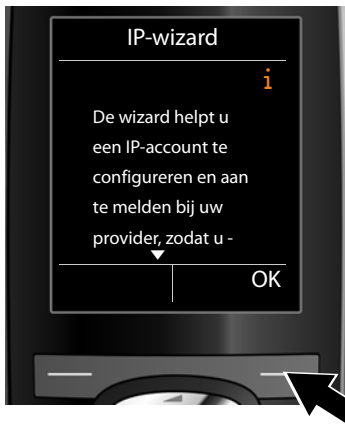 IP-wizard
i
De wizard helpt u
een IP-account te
configureren en aan
te melden bij uw
provider, zodat u -
OK